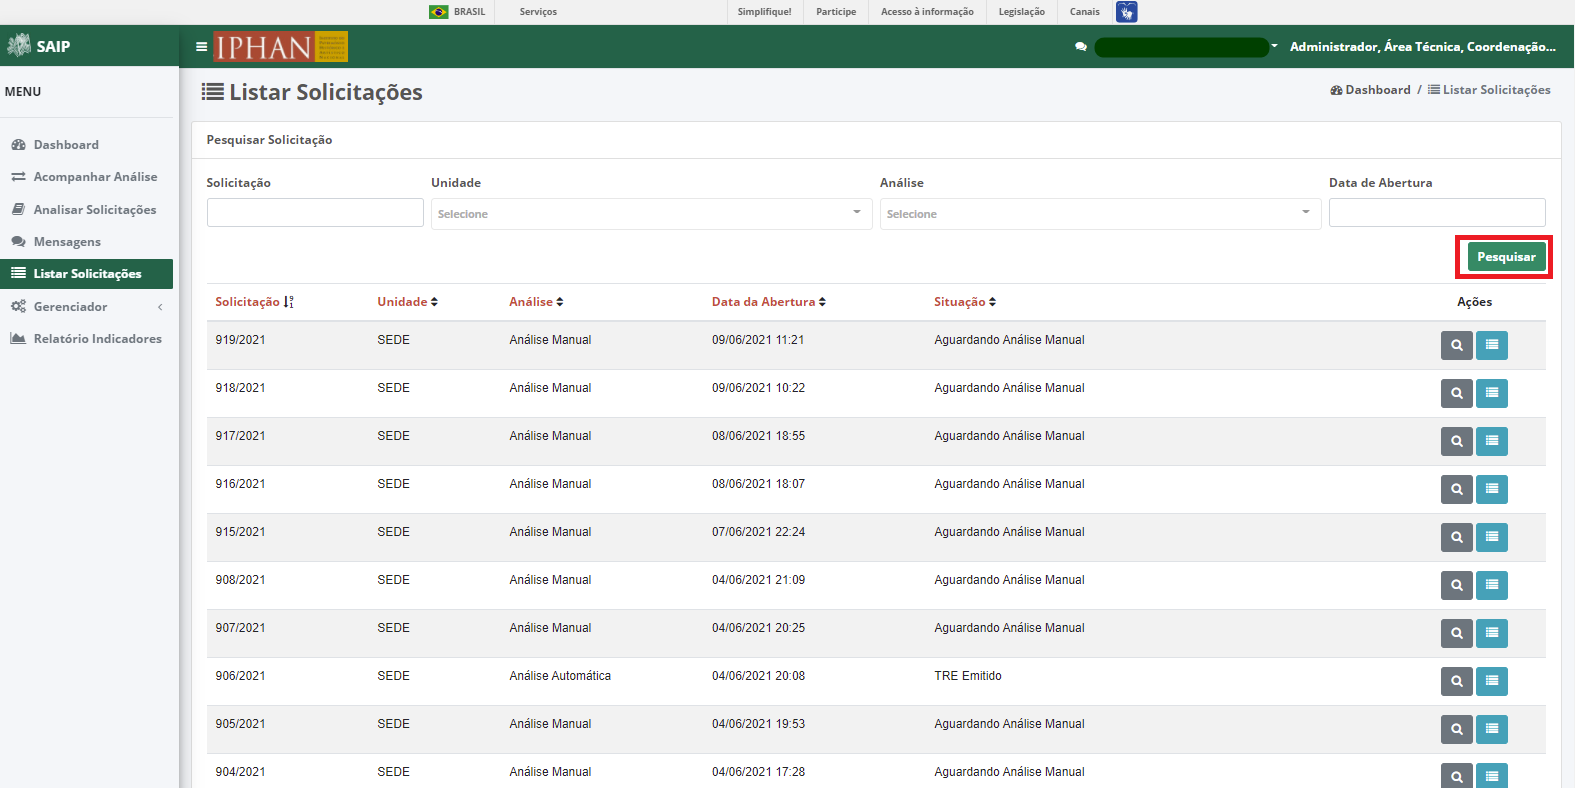 BRASIL Serviços Simplifique! Participe Acesso à informação Legislação Canais
SAIP IPHAN Administrador, Área Técnica, Coordenação...
MENU
Dashboard
Acompanhar Análise
Analisar Solicitações
Mensagens
Listar Solicitações
Gerenciador
Relatório Indicadores
Listar Solicitações
Dashboard / Listar Solicitações
Pesquisar Solicitação
Solicitação Unidade Análise Data de Abertura
Selecione Selecione
Pesquisar
Solicitação Unidade Análise Data da Abertura Situação Ações
919/2021 SEDE Análise Manual 09/06/2021 11:21 Aguardando Análise Manual
918/2021 SEDE Análise Manual 09/06/2021 10:22 Aguardando Análise Manual
917/2021 SEDE Análise Manual 08/06/2021 18:55 Aguardando Análise Manual
916/2021 SEDE Análise Manual 08/06/2021 18:07 Aguardando Análise Manual
915/2021 SEDE Análise Manual 07/06/2021 22:24 Aguardando Análise Manual
908/2021 SEDE Análise Manual 04/06/2021 21:09 Aguardando Análise Manual
907/2021 SEDE Análise Manual 04/06/2021 20:25 Aguardando Análise Manual
906/2021 SEDE Análise Automática 04/06/2021 20:08 TRE Emitido
905/2021 SEDE Análise Manual 04/06/2021 19:53 Aguardando Análise Manual
904/2021 SEDE Análise Manual 04/06/2021 17:28 Aguardando Análise Manual